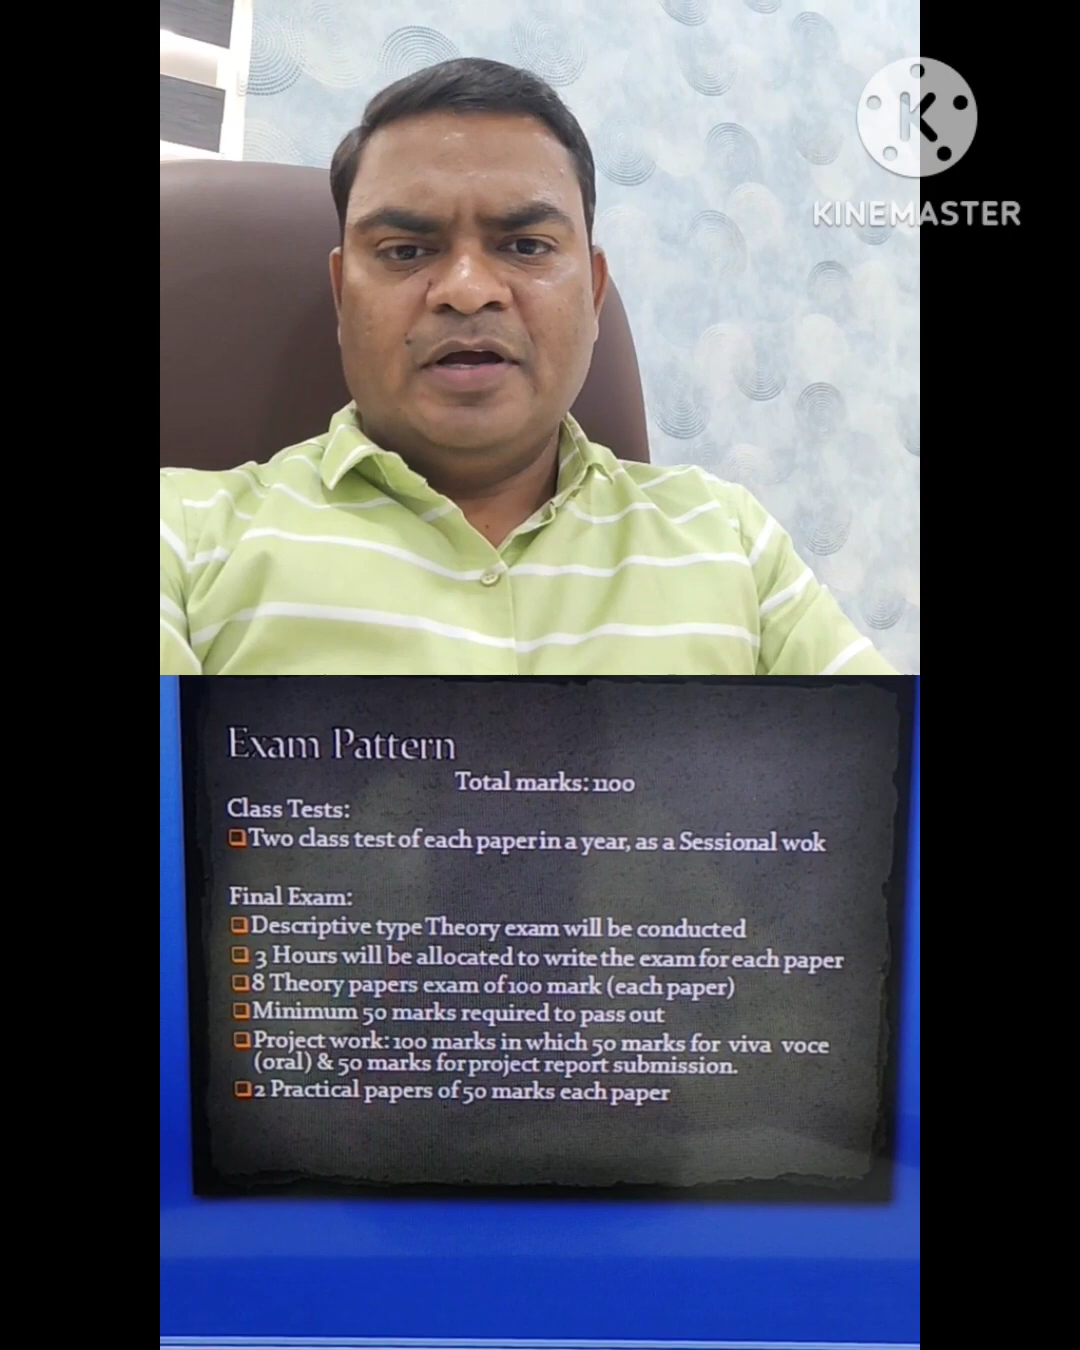 K
KINEMASTER
Exam Pattern
Total marks: 1100
Class Tests:
Two class test of each paper in a year, as a Sessional wok
Final Exam:
Descriptive type Theory exam will be conducted
3 Hours will be allocated to write the exam for each paper
8 Theory papers exam of 100 mark (each paper)
Minimum 50 marks required to pass out
Project work: 100 marks in which 50 marks for viva voce
(oral) & 50 marks for project report submission.
2 Practical papers of 50 marks each paper